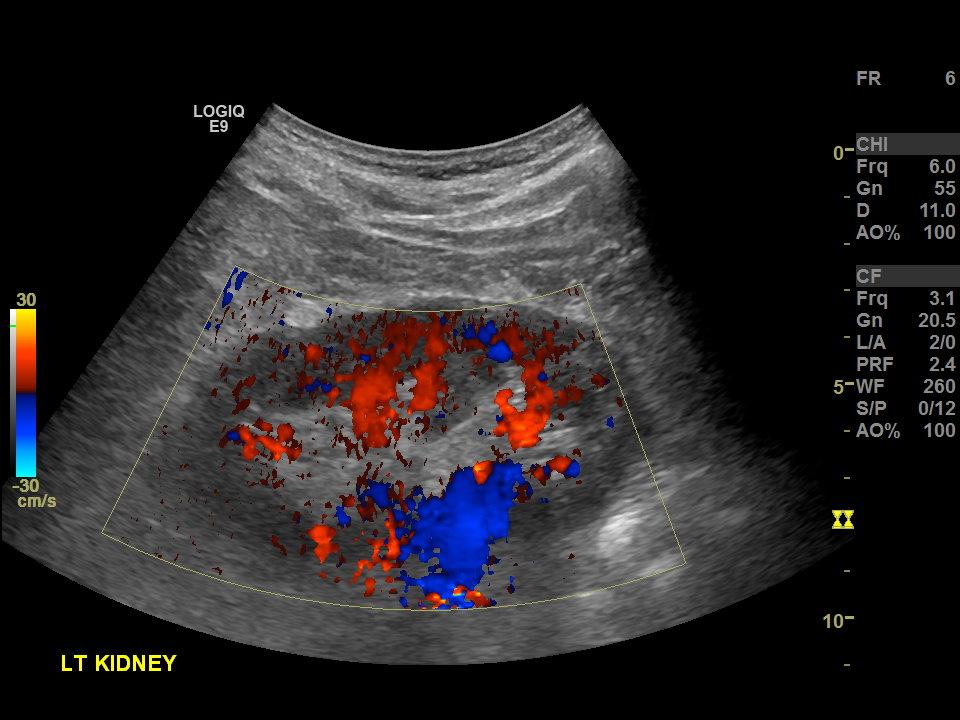 LOGIQ
E9
FR 6
0
CHI
Frq 6.0
Gn 55
D 11.0
AO% 100
CF
Frq 3.1
Gn 20.5
L/A 2/0
PRF 2.4
WF 260
S/P 0/12
AO% 100
30
5
-30
cm/s
10
LT KIDNEY